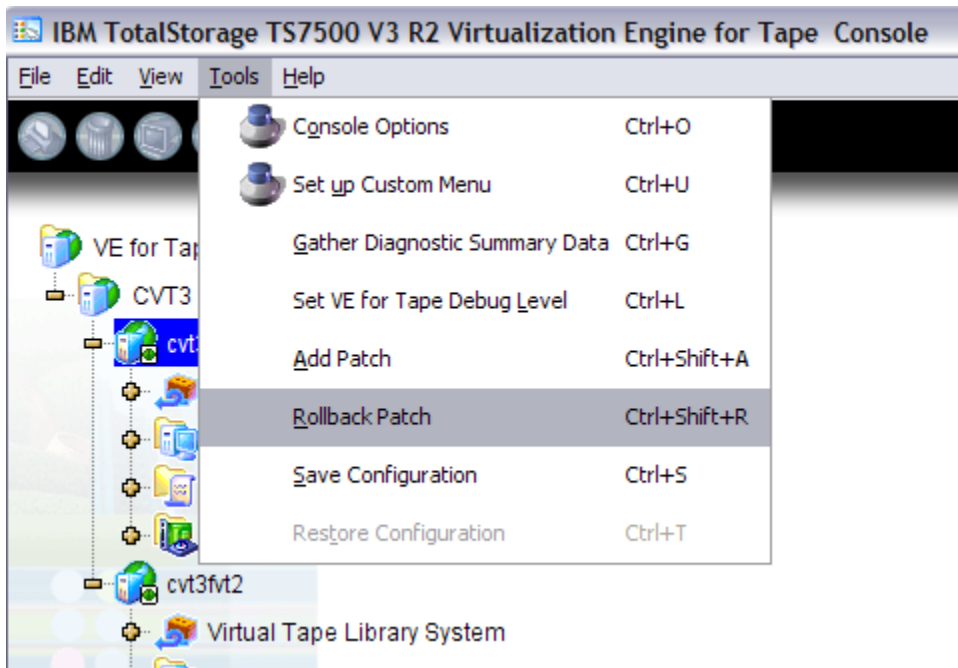 IBM TotalStorage TS7500 V3 R2 Virtualization Engine for Tape Console
File Edit View Tools Help
Console Options Ctrl+O
Set up Custom Menu Ctrl+U
Gather Diagnostic Summary Data Ctrl+G
VE for Tap
Set VE for Tape Debug Level Ctrl+L
CVT3
cvt3
Add Patch Ctrl+Shift+A
Rollback Patch Ctrl+Shift+R
Save Configuration Ctrl+S
Restore Configuration Ctrl+T
cvt3fvt2
Virtual Tape Library System